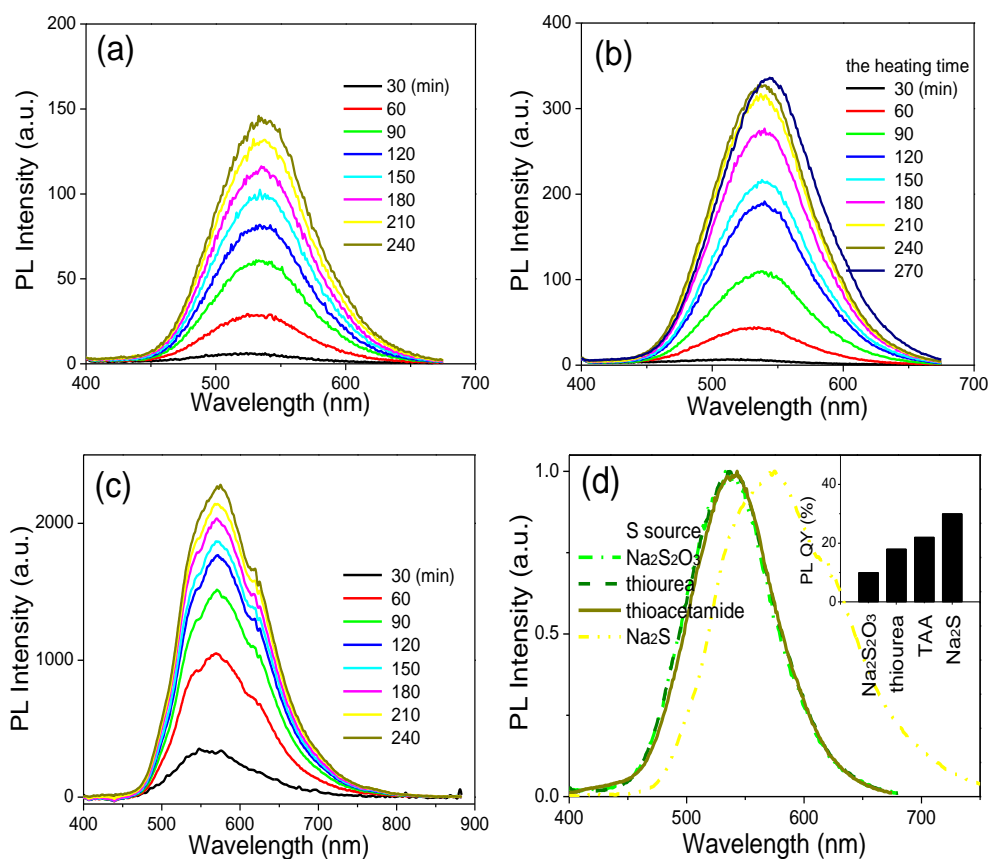 (a)
200
150
100
50
0
PL Intensity (a.u.)
400 500 600 700
Wavelength (nm)
30 (min)
60
90
120
150
180
210
240
(b)
400
300
200
100
0
PL Intensity (a.u.)
400 500 600 700
Wavelength (nm)
the heating time
30 (min)
60
90
120
150
180
210
240
270
(c)
2000
1000
0
PL Intensity (a.u.)
400 500 600 700 800 900
Wavelength (nm)
30 (min)
60
90
120
150
180
210
240
(d)
1.0
0.5
0.0
PL Intensity (a.u.)
400 500 600 700
Wavelength (nm)
S source
Na2S2O3
thiourea
thioacetamide
Na2S
40
20
0
PL QY (%)
Na2S2O3
thiourea
TAA
Na2S